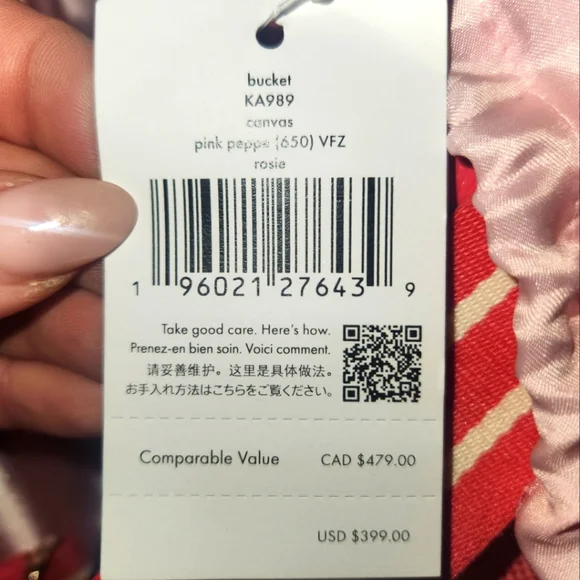 bucket
KA989
canvas
pink peppe (650) VFZ
rosie
1 96021 27643 9
Take good care. Here's how.
Prenez-en bien soin. Voici comment.
请妥善维护。这里是具体做法。
お手入れ方法はこちらをご覧ください。
Comparable Value CAD $479.00
USD $399.00